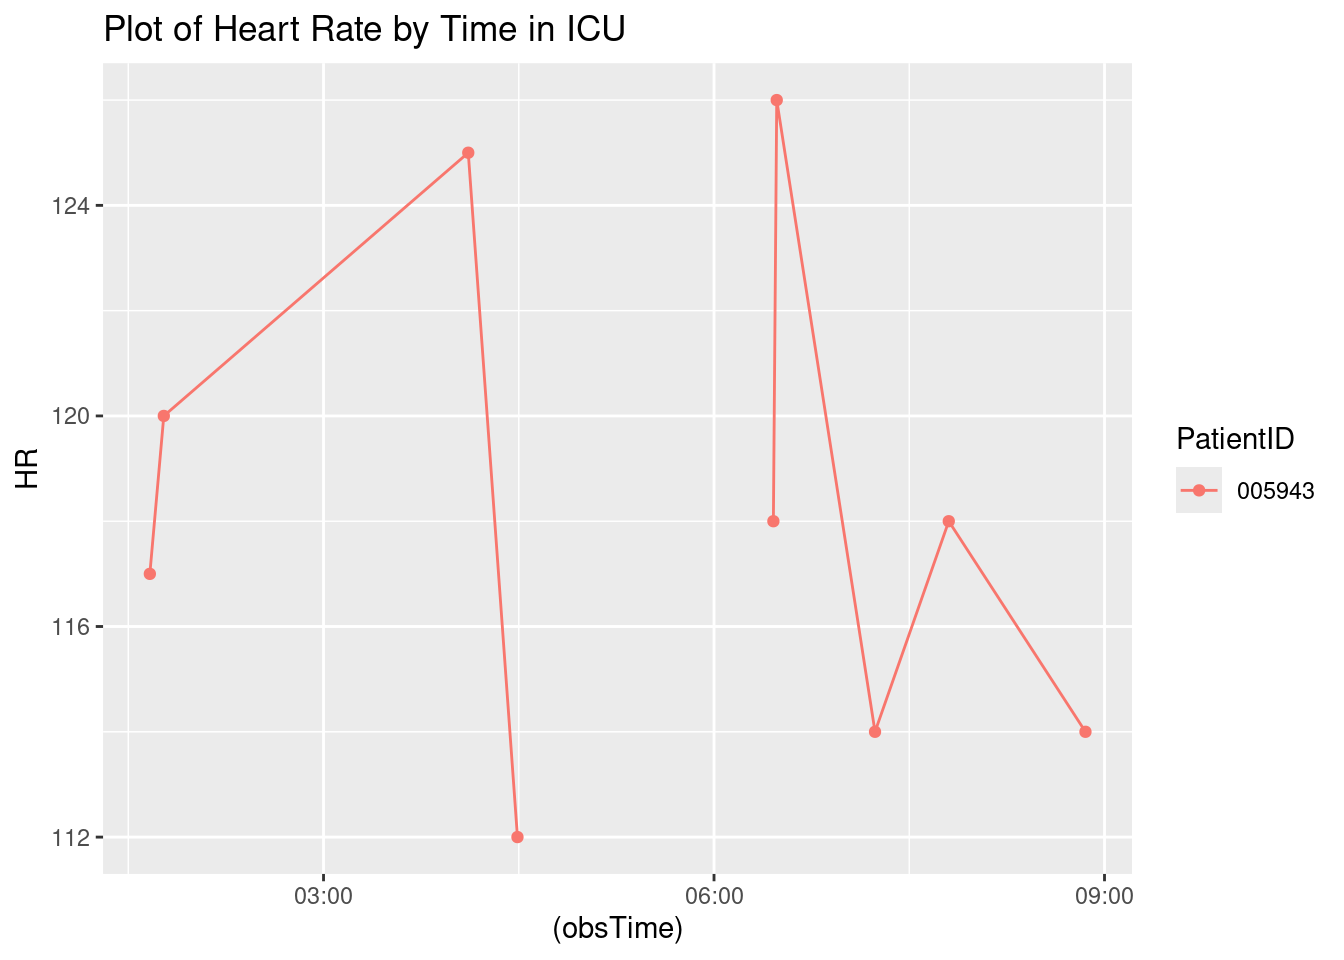 Plot of Heart Rate by Time in ICU
124
120
116
112
HR
03:00
06:00
09:00
(obsTime)
PatientID
005943